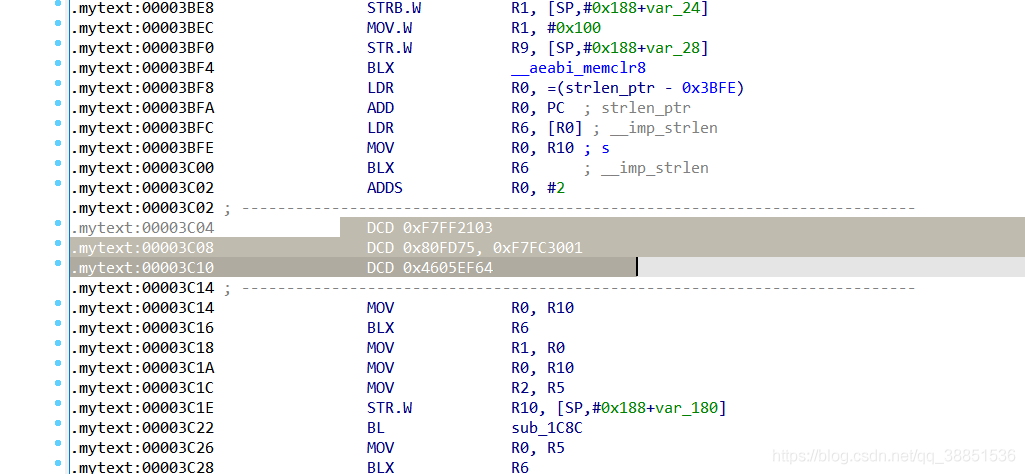 .mytext:00003BE8 STRB.W R1, [SP,#0x188+var_24]
.mytext:00003BEC MOV.W R1, #0x100
.mytext:00003BF0 STR.W R9, [SP,#0x188+var_28]
.mytext:00003BF4 BLX __aeabi_memclr8
.mytext:00003BF8 LDR R0, =(strlen_ptr - 0x3BFE)
.mytext:00003BFA ADD R0, PC ; strlen_ptr
.mytext:00003BFC LDR R6, [R0] ; __imp_strlen
.mytext:00003BFE MOV R0, R10 ; s
.mytext:00003C00 BLX R6 ; __imp_strlen
.mytext:00003C02 ADDS R0, #2
.mytext:00003C02 ; ---------------------------------------------------------------------------
.mytext:00003C04 DCD 0xF7FF2103
.mytext:00003C08 DCD 0x80FD75, 0xF7FC3001
.mytext:00003C10 DCD 0x4605EF64
.mytext:00003C14 ; ---------------------------------------------------------------------------
.mytext:00003C14 MOV R0, R10
.mytext:00003C16 BLX R6
.mytext:00003C18 MOV R1, R0
.mytext:00003C1A MOV R0, R10
.mytext:00003C1C MOV R2, R5
.mytext:00003C1E STR.W R10, [SP,#0x188+var_180]
.mytext:00003C22 BL sub_1C8C
.mytext:00003C26 MOV R0, R5
.mytext:00003C28 BLX R6
https://blog.csdn.net/qq_38851536